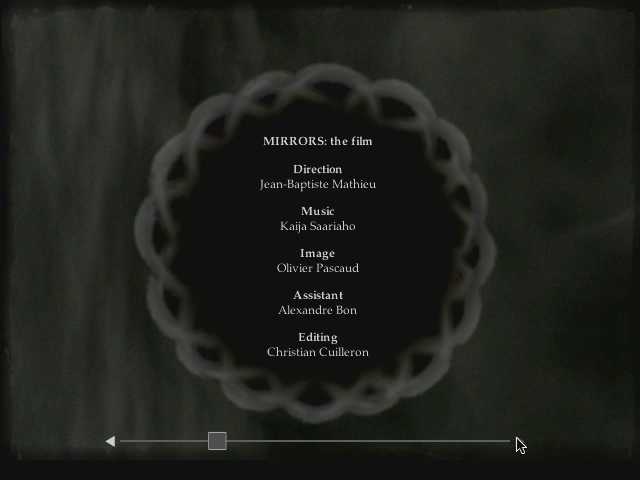 MIRRORS: the film
Direction
Jean-Baptiste Mathieu
Music
Kaija Saariaho
Image
Olivier Pascaud
Assistant
Alexandre Bon
Editing
Christian Cuilleron